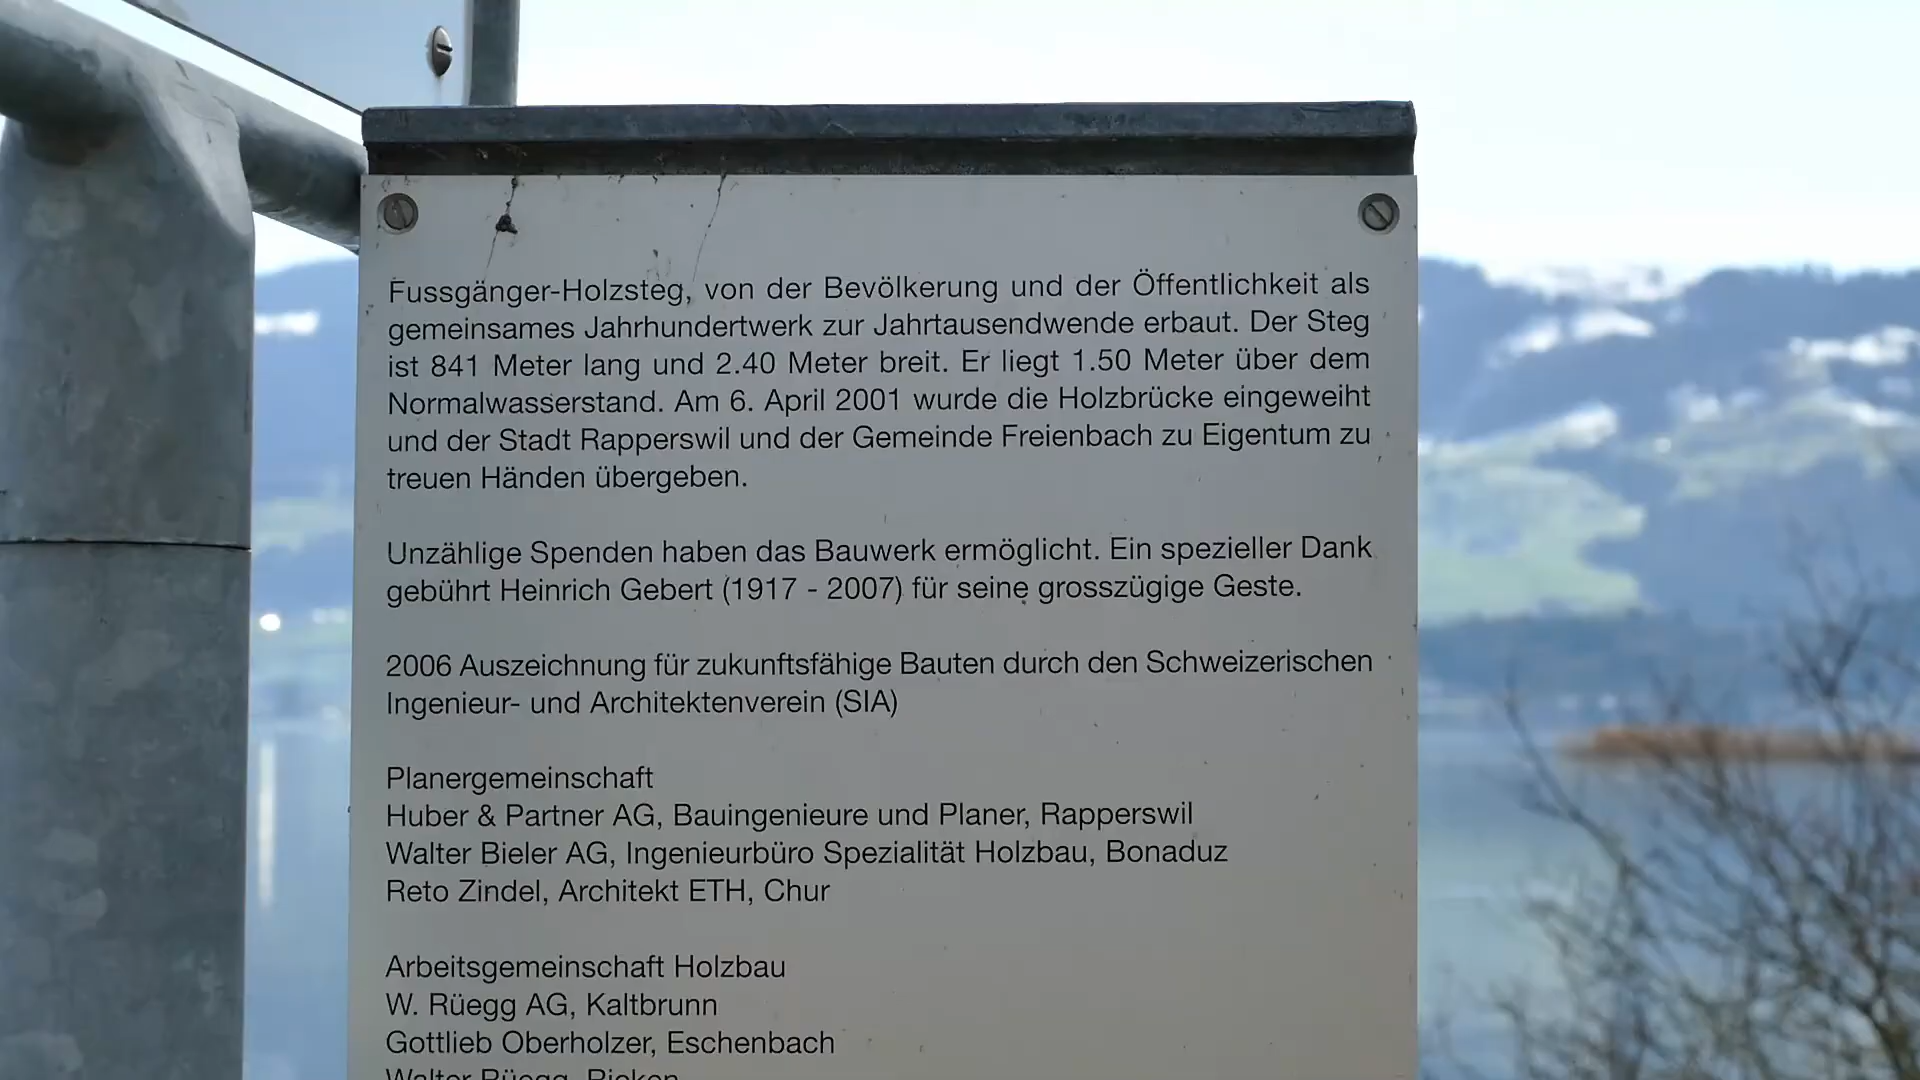 Fussgänger-Holzsteg, von der Bevölkerung und der Öffentlichkeit als
gemeinsames Jahrhundertwerk zur Jahrtausendwende erbaut. Der Steg
ist 841 Meter lang und 2.40 Meter breit. Er liegt 1.50 Meter über dem
Normalwasserstand. Am 6. April 2001 wurde die Holzbrücke eingeweiht
und der Stadt Rapperswil und der Gemeinde Freienbach zu Eigentum zu
treuen Händen übergeben.
Unzählige Spenden haben das Bauwerk ermöglicht. Ein spezieller Dank
gebührt Heinrich Gebert (1917 - 2007) für seine grosszügige Geste.
2006 Auszeichnung für zukunftsfähige Bauten durch den Schweizerischen
Ingenieur- und Architektenverein (SIA)
Planergemeinschaft
Huber & Partner AG, Bauingenieure und Planer, Rapperswil
Walter Bieler AG, Ingenieurbüro Spezialität Holzbau, Bonaduz
Reto Zindel, Architekt ETH, Chur
Arbeitsgemeinschaft Holzbau
W. Rüegg AG, Kaltbrunn
Gottlieb Oberholzer, Eschenbach
Walter Rüegg, Ricken